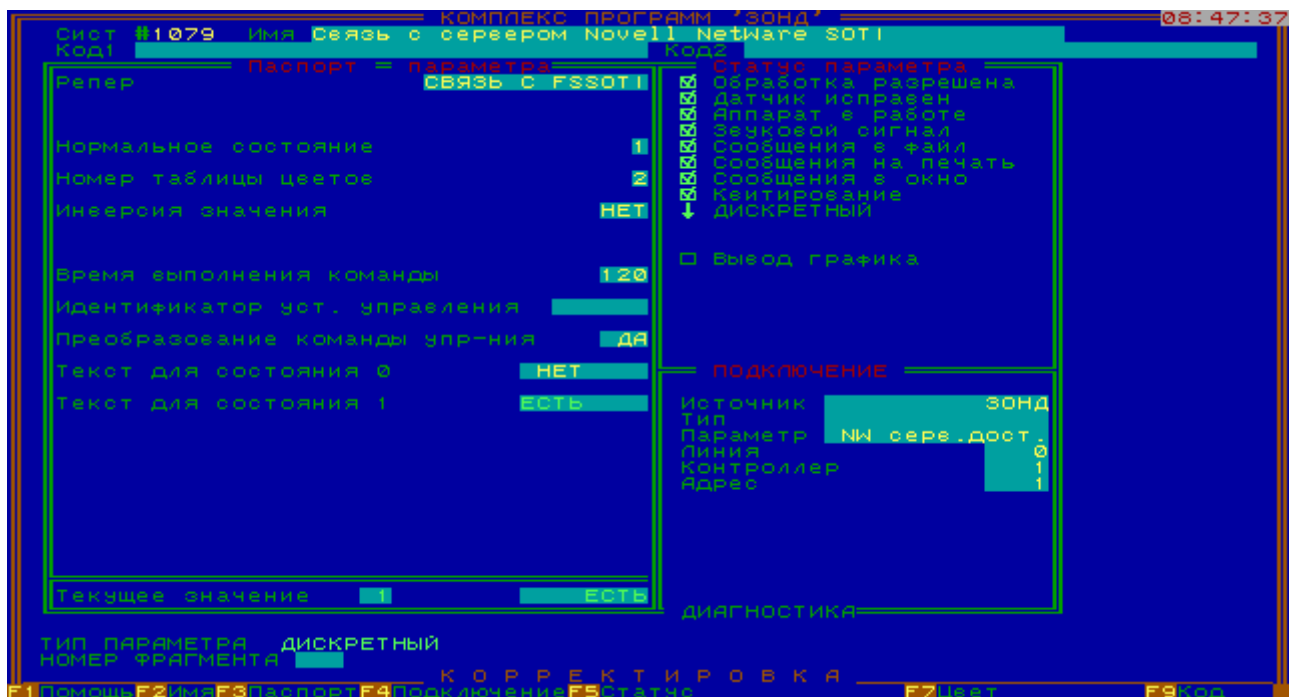 КОМПЛЕКС ПРОГРАММ 'ЗОНД' 08:47:37
Сист #1079 Имя Связь с сервером Novell NetWare SOTI
Код1 Код2
Паспорт = параметра
Репер СВЯЗЬ С FSSOTI
Нормальное состояние 1
Номер таблицы цветов 2
Инверсия значения НЕТ
Время выполнения команды 120
Идентификатор уст. управления
Преобразование команды упр-ния ДА
Текст для состояния 0 НЕТ
Текст для состояния 1 ЕСТЬ
Текущее значение 1 ЕСТЬ
Статус параметра
Обработка разрешена
Датчик исправен
Аппарат в работе
Звуковой сигнал
Сообщения в файл
Сообщения на печать
Сообщения в окно
Квитирование
ДИСКРЕТНЫЙ
Вывод графика
ПОДКЛЮЧЕНИЕ
Источник ЗОНД
Тип
Параметр NW серв.дост.
Линия 0
Контроллер 1
Адрес 1
ДИАГНОСТИКА
ТИП ПАРАМЕТРА ДИСКРЕТНЫЙ
НОМЕР ФРАГМЕНТА
К О Р Р Е К Т И Р О В К А
F1Помощь F2Имя F3Паспорт F4Подключение F5Статус F7Цвет F9Код